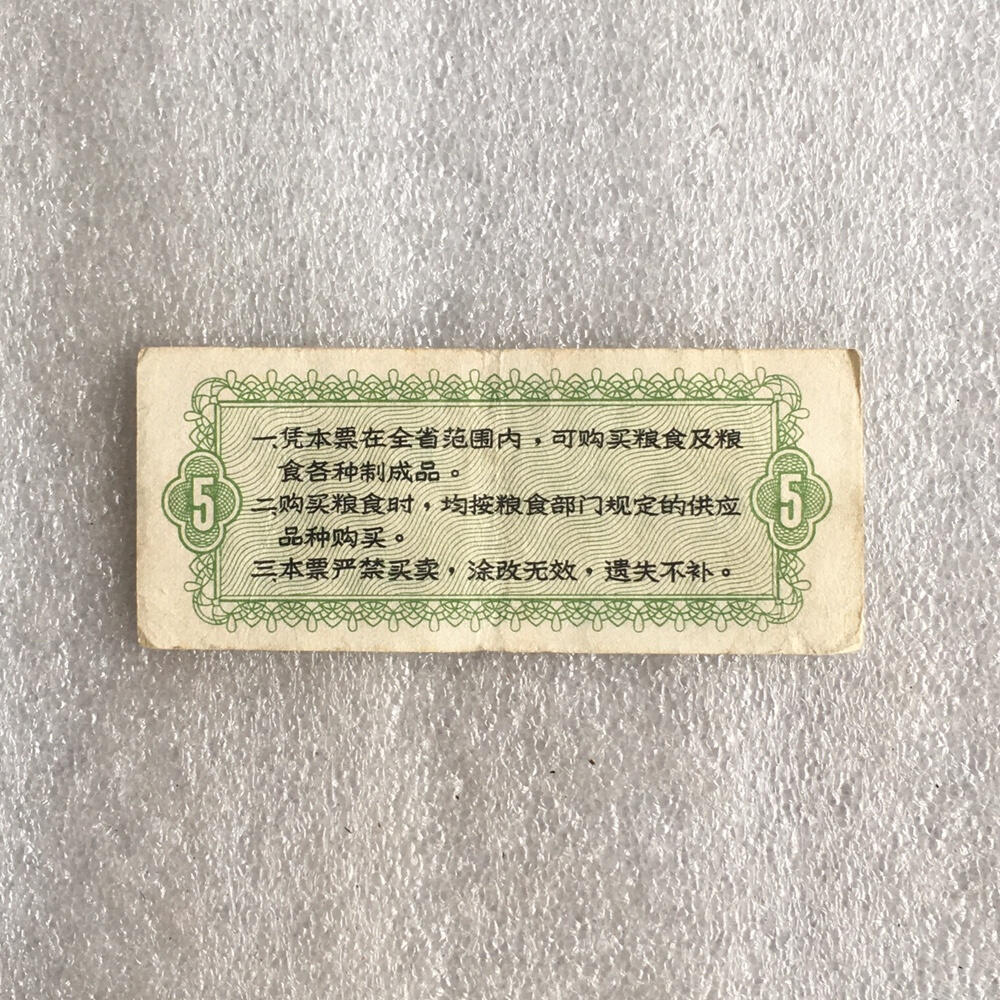 一、凭本票在全省范围内，可购买粮食及粮
食各种制成品。
二、购买粮食时，均按粮食部门规定的供应
品种购买。
三、本票严禁买卖，涂改无效，遗失不补。
5
5